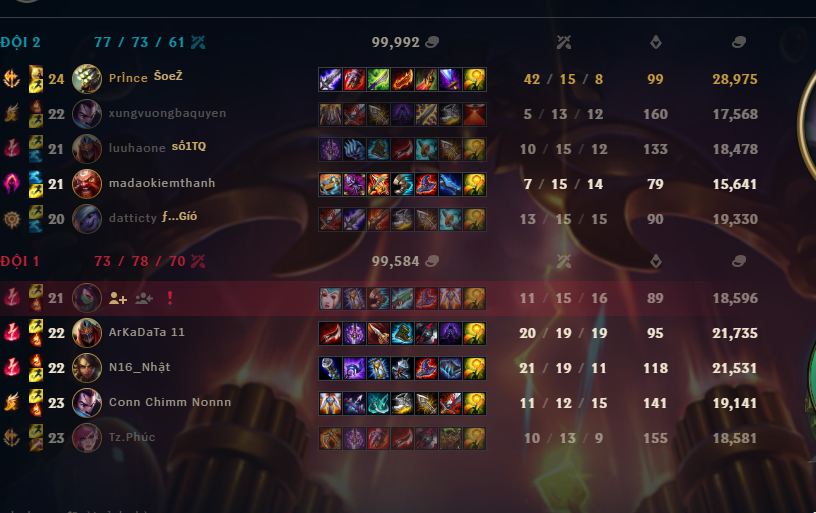 ĐỘI 2 77 / 73 / 61 99,992
24 PrÎnce ŠoeŽ 42 / 15 / 8 99 28,975
22 xungvuongbaquyen 5 / 13 / 12 160 17,568
21 luuhaone số1TQ 10 / 15 / 12 133 18,478
21 madaokiemthanh 7 / 15 / 14 79 15,641
20 datticty ƒ...Gíó 13 / 15 / 15 90 19,330
ĐỘI 1 73 / 78 / 70 99,584
21 11 / 15 / 16 89 18,596
22 ArKaDaTa 11 20 / 19 / 19 95 21,735
22 N16_Nhật 21 / 19 / 11 118 21,531
23 Conn Chimm Nonnn 11 / 12 / 15 141 19,141
23 Tz.Phúc 10 / 13 / 9 155 18,581